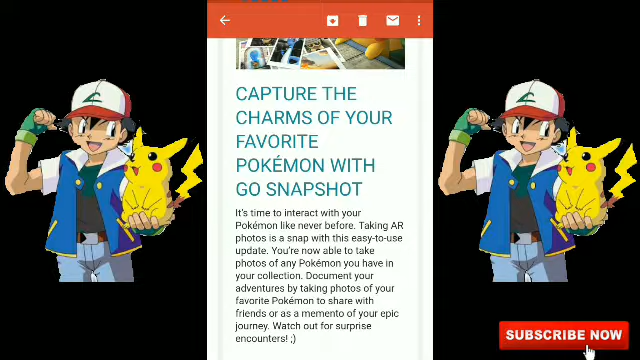 CAPTURE THE
CHARMS OF YOUR
FAVORITE
POKÉMON WITH
GO SNAPSHOT
It's time to interact with your
Pokémon like never before. Taking AR
photos is a snap with this easy-to-use
update. You're now able to take
photos of any Pokémon you have in
your collection. Document your
adventures by taking photos of your
favorite Pokémon to share with
friends or as a memento of your epic
journey. Watch out for surprise
encounters! ;)
SUBSCRIBE NOW